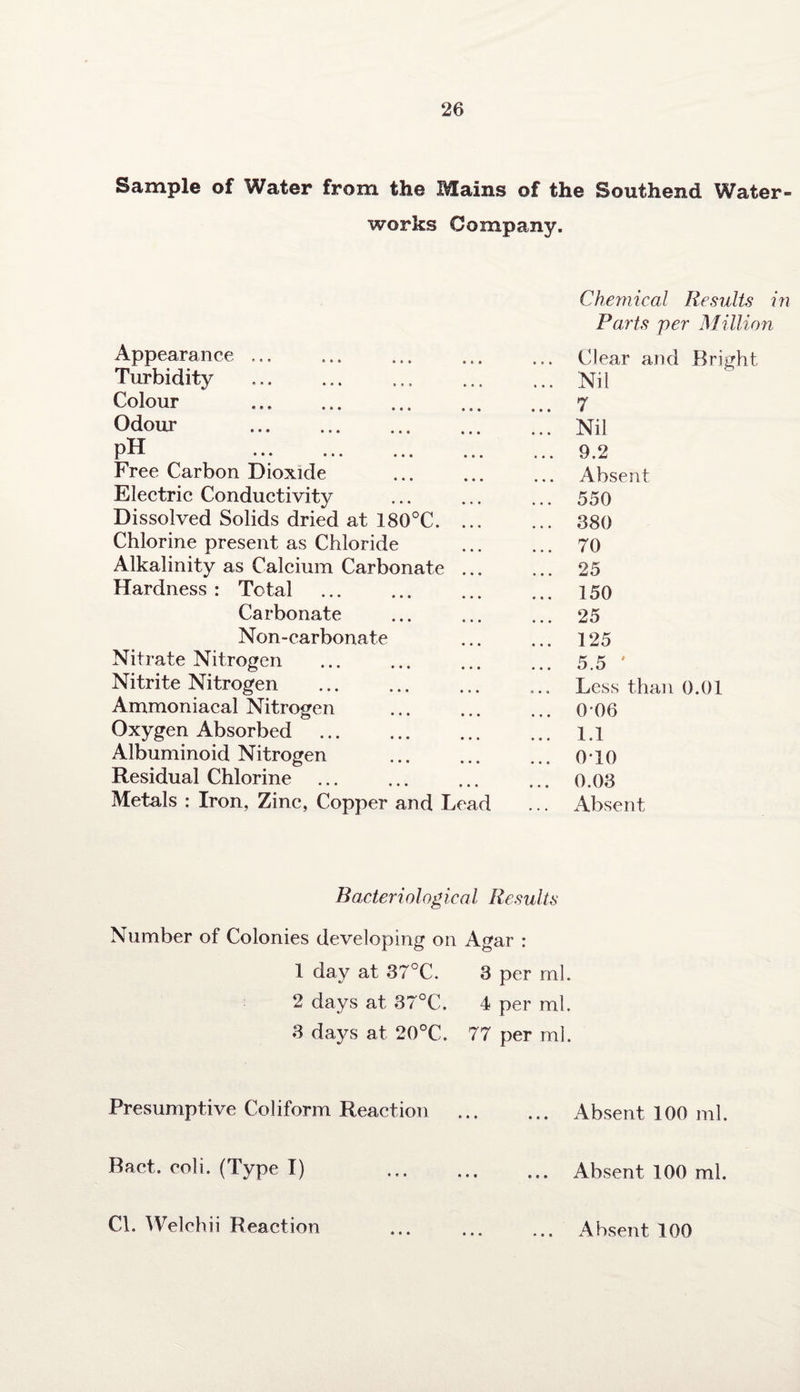 26
Sample of Water from the Mains of the Southend Water-
works Company.
Chemical Results in
Parts per Million
Appearance ... ... ... ... ... Clear and Bright
Turbidity ... ... ... ... ... Nil
Colour ... ... ... ... ... 7
Odour ... ... ... ... ... Nil
pH ... ... ... ... ... 9.2
Free Carbon Dioxide ... ... ... Absent
Electric Conductivity ... ... ... 550
Dissolved Solids dried at 180°C. ... ... 380
Chlorine present as Chloride ... ... 70
Alkalinity as Calcium Carbonate ... ... 25
Hardness : Total ... ... ... ... 150
Carbonate ... ... ... 25
Non-carbonate ... ... 125
Nitrate Nitrogen ... ... ... ... 5.5
Nitrite Nitrogen ... ... ... ... Less than 0.01
Ammoniacal Nitrogen ... ... ... 0·06
Oxygen Absorbed ... ... ... ... 1.1
Albuminoid Nitrogen ... ... ... 0·10
Residual Chlorine ... ... ... ... 0.03
Metals : Iron, Zinc, Copper and Lead ... Absent
Bacteriological Results
Number of Colonies developing on Agar :
1 day at 37°C. 3 per ml.
2 days at 37°C. 4 per ml.
3 days at 20°C. 77 per ml.
Presumptive Coliform Reaction ... ... Absent 100 ml.
Bact. coli. (Type I) ... ... ... Absent 100 ml.
Cl. Welchii Reaction ... ... ... Absent 100